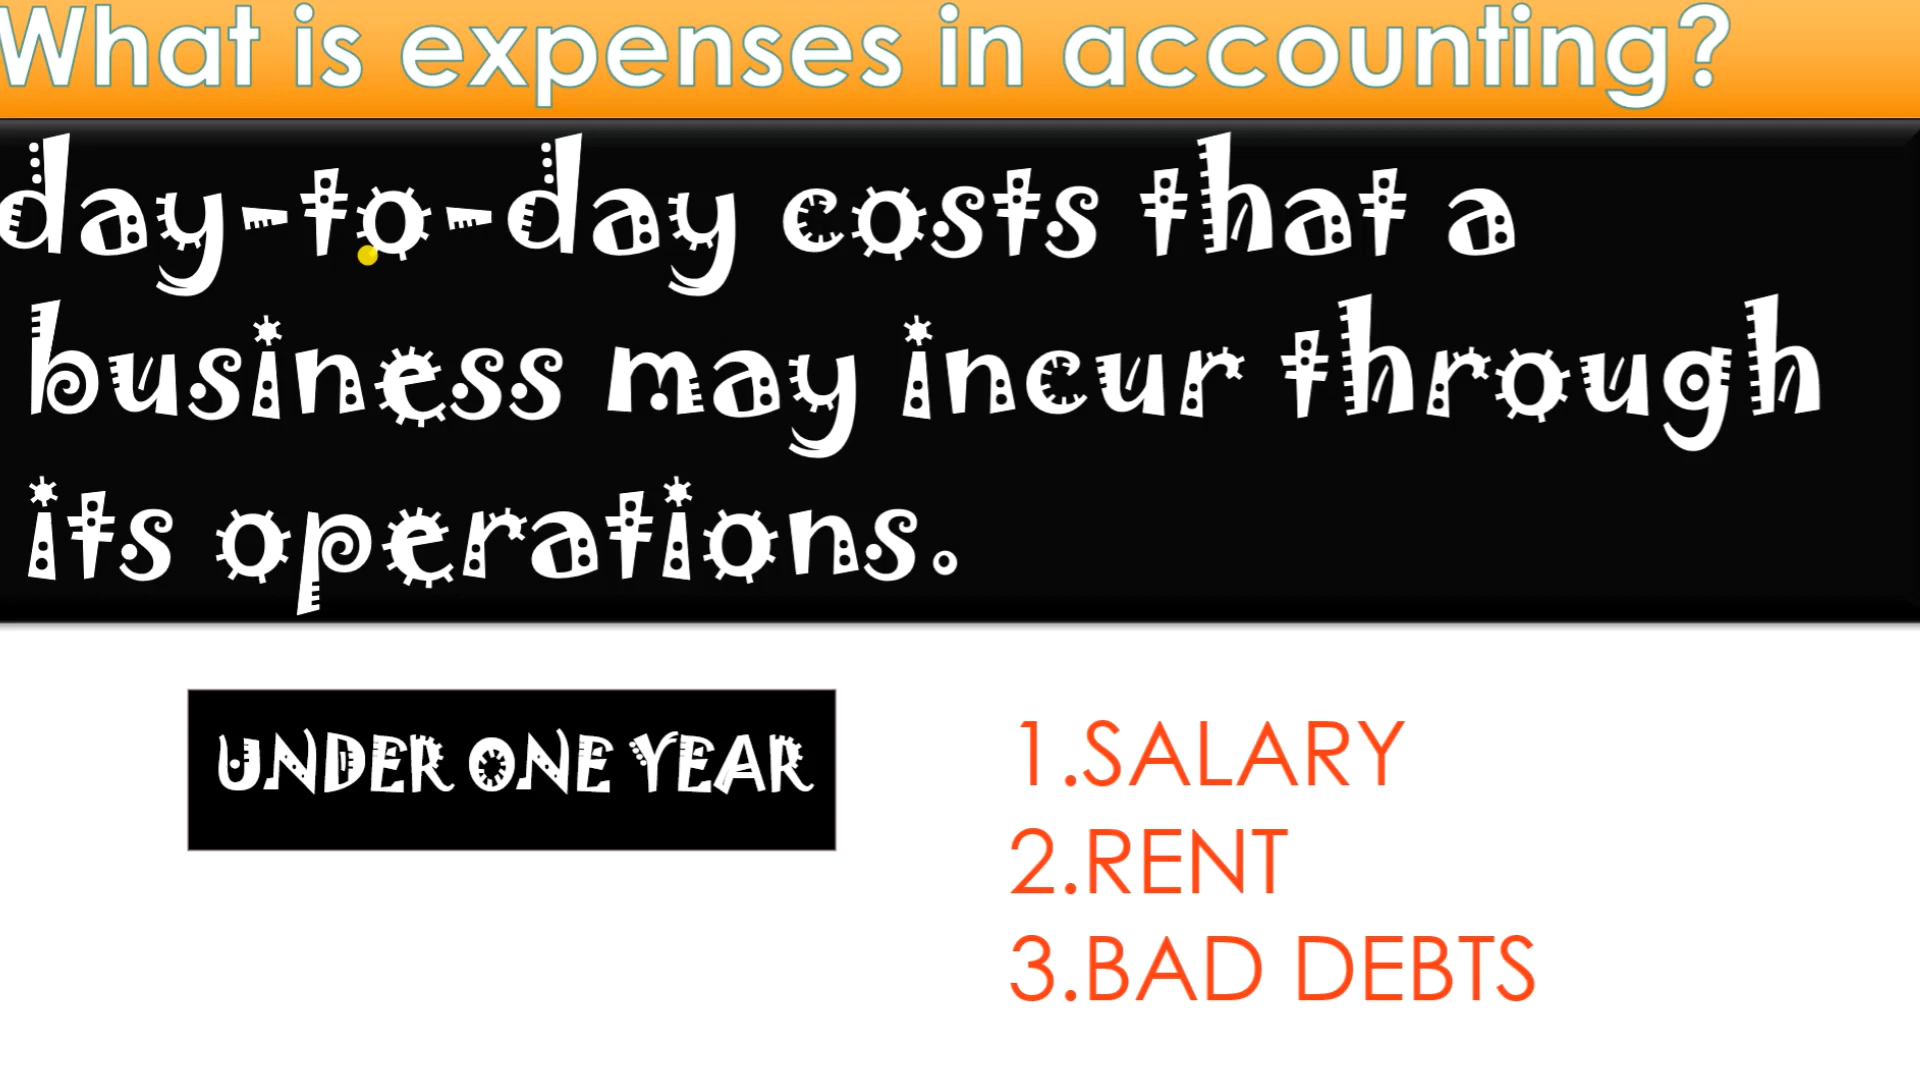 What is expenses in accounting?
day-to-day costs that a
business may incur through
its operations.
UNDER ONE YEAR
1.SALARY
2.RENT
3.BAD DEBTS